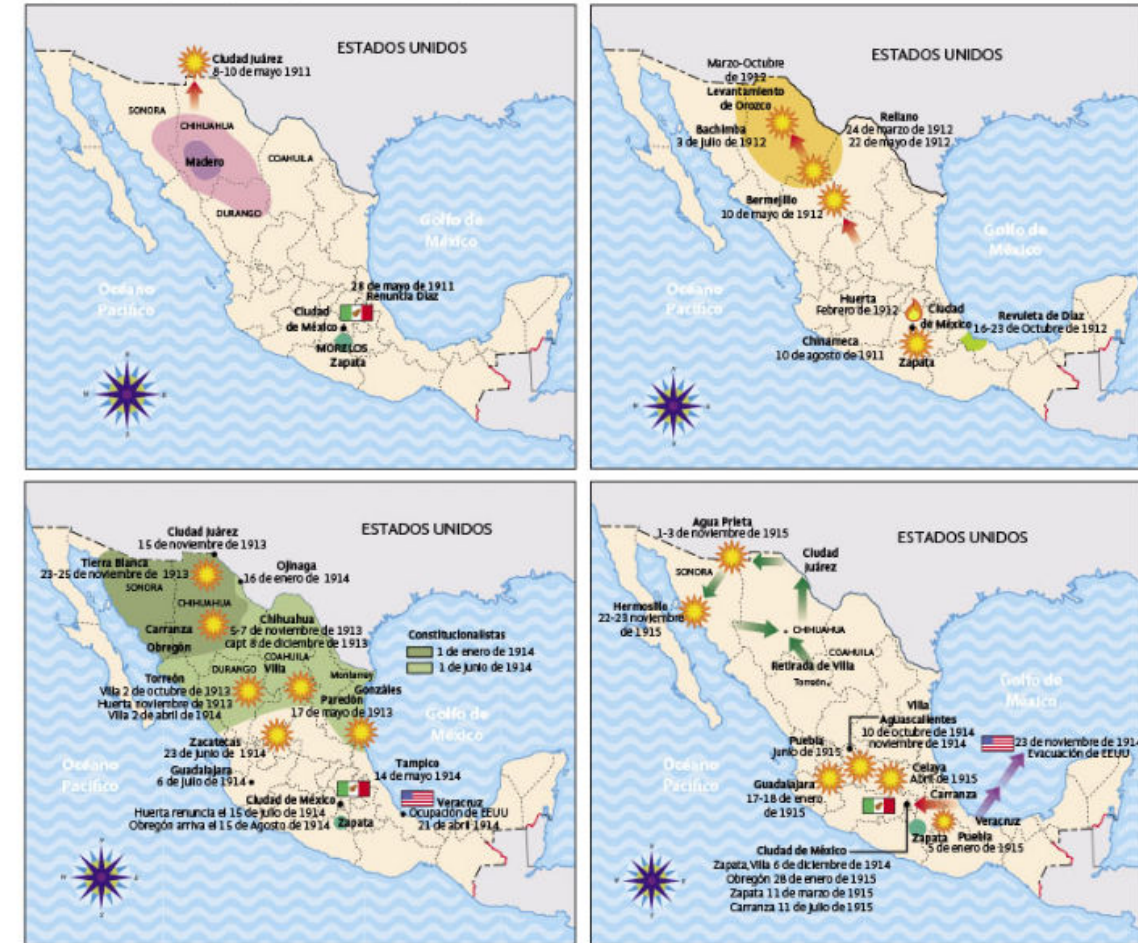 ESTADOS UNIDOS
Ciudad Juárez
8-10 de mayo 1911
SONORA
CHIHUAHUA
Madero
COAHUILA
DURANGO
Golfo de
México
Océano
Pacífico
28 de mayo de 1911
Renuncia Díaz
Ciudad
de México
MORELOS
Zapata
ESTADOS UNIDOS
Marzo-Octubre
de 1912
Levantamiento
de Orozco
Rellano
24 de marzo de 1912
22 de mayo de 1912
Bachimba
3 de julio de 1912
Bermejillo
10 de mayo de 1912
Golfo de
México
Océano
Pacífico
Huerta
Febrero de 1912
Ciudad
de México
Revuleta de Díaz
16-23 de Octubre de 1912
Chinameca
10 de agosto de 1911
Zapata
ESTADOS UNIDOS
Ciudad Juárez
15 de noviembre de 1913
Tierra Blanca
23-25 de noviembre de 1913
SONORA
Ojinaga
16 de enero de 1914
CHIHUAHUA
Chihuahua
5-7 de noviembre de 1913
capt 8 de diciembre de 1913
Carranza
Obregón
Constitucionalistas
1 de enero de 1914
1 de junio de 1914
COAHUILA
DURANGO
Villa
Monterrey
Torreón
Villa 2 de octubre de 1913
Huerta noviembre de 1913
Villa 2 de abril de 1914
Gonzáles
Paredón
17 de mayo de 1913
Golfo de
México
Zacatecas
23 de junio de 1914
Océano
Pacífico
Guadalajara
6 de julio de 1914
Tampico
14 de mayo 1914
Ciudad de México
Huerta renuncia el 15 de julio de 1914
Obregón arriva el 15 de Agosto de 1914
Zapata
Veracruz
Ocupación de EEUU
21 de abril 1914
ESTADOS UNIDOS
Agua Prieta
1-3 de noviembre de 1915
Ciudad
Juárez
SONORA
Hermosillo
22-23 noviembre
de 1915
CHIHUAHUA
COAHUILA
Retirada de Villa
Torreón
Golfo de
México
Villa
Aguascalientes
10 de octubre de 1914
noviembre de 1914
Puebla
Junio de 1915
23 de noviembre de 1914
Evacuación de EEUU
Océano
Pacífico
Guadalajara
17-18 de enero
de 1915
Celaya
Abril de 1915
Carranza
Veracruz
Zapata
Puebla
5 de enero de 1915
Ciudad de México
Zapata, Villa 6 de diciembre de 1914
Obregón 28 de enero de 1915
Zapata 11 de marzo de 1915
Carranza 11 de julio de 1915